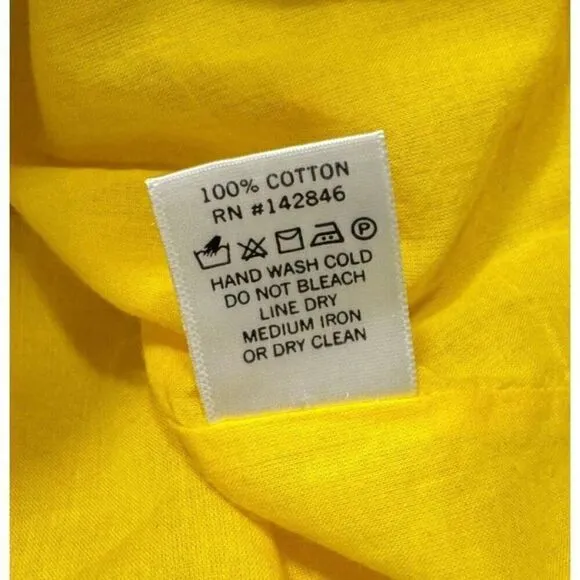 100% COTTON
RN #142846
P
HAND WASH COLD
DO NOT BLEACH
LINE DRY
MEDIUM IRON
OR DRY CLEAN